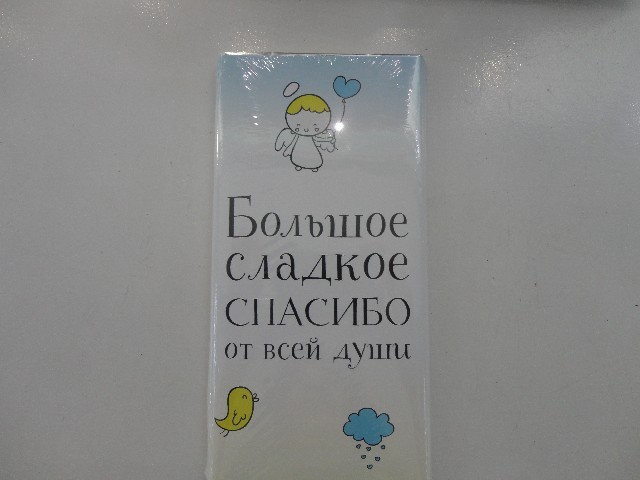 Большое
сладкое
СПАСИБО
от всей души